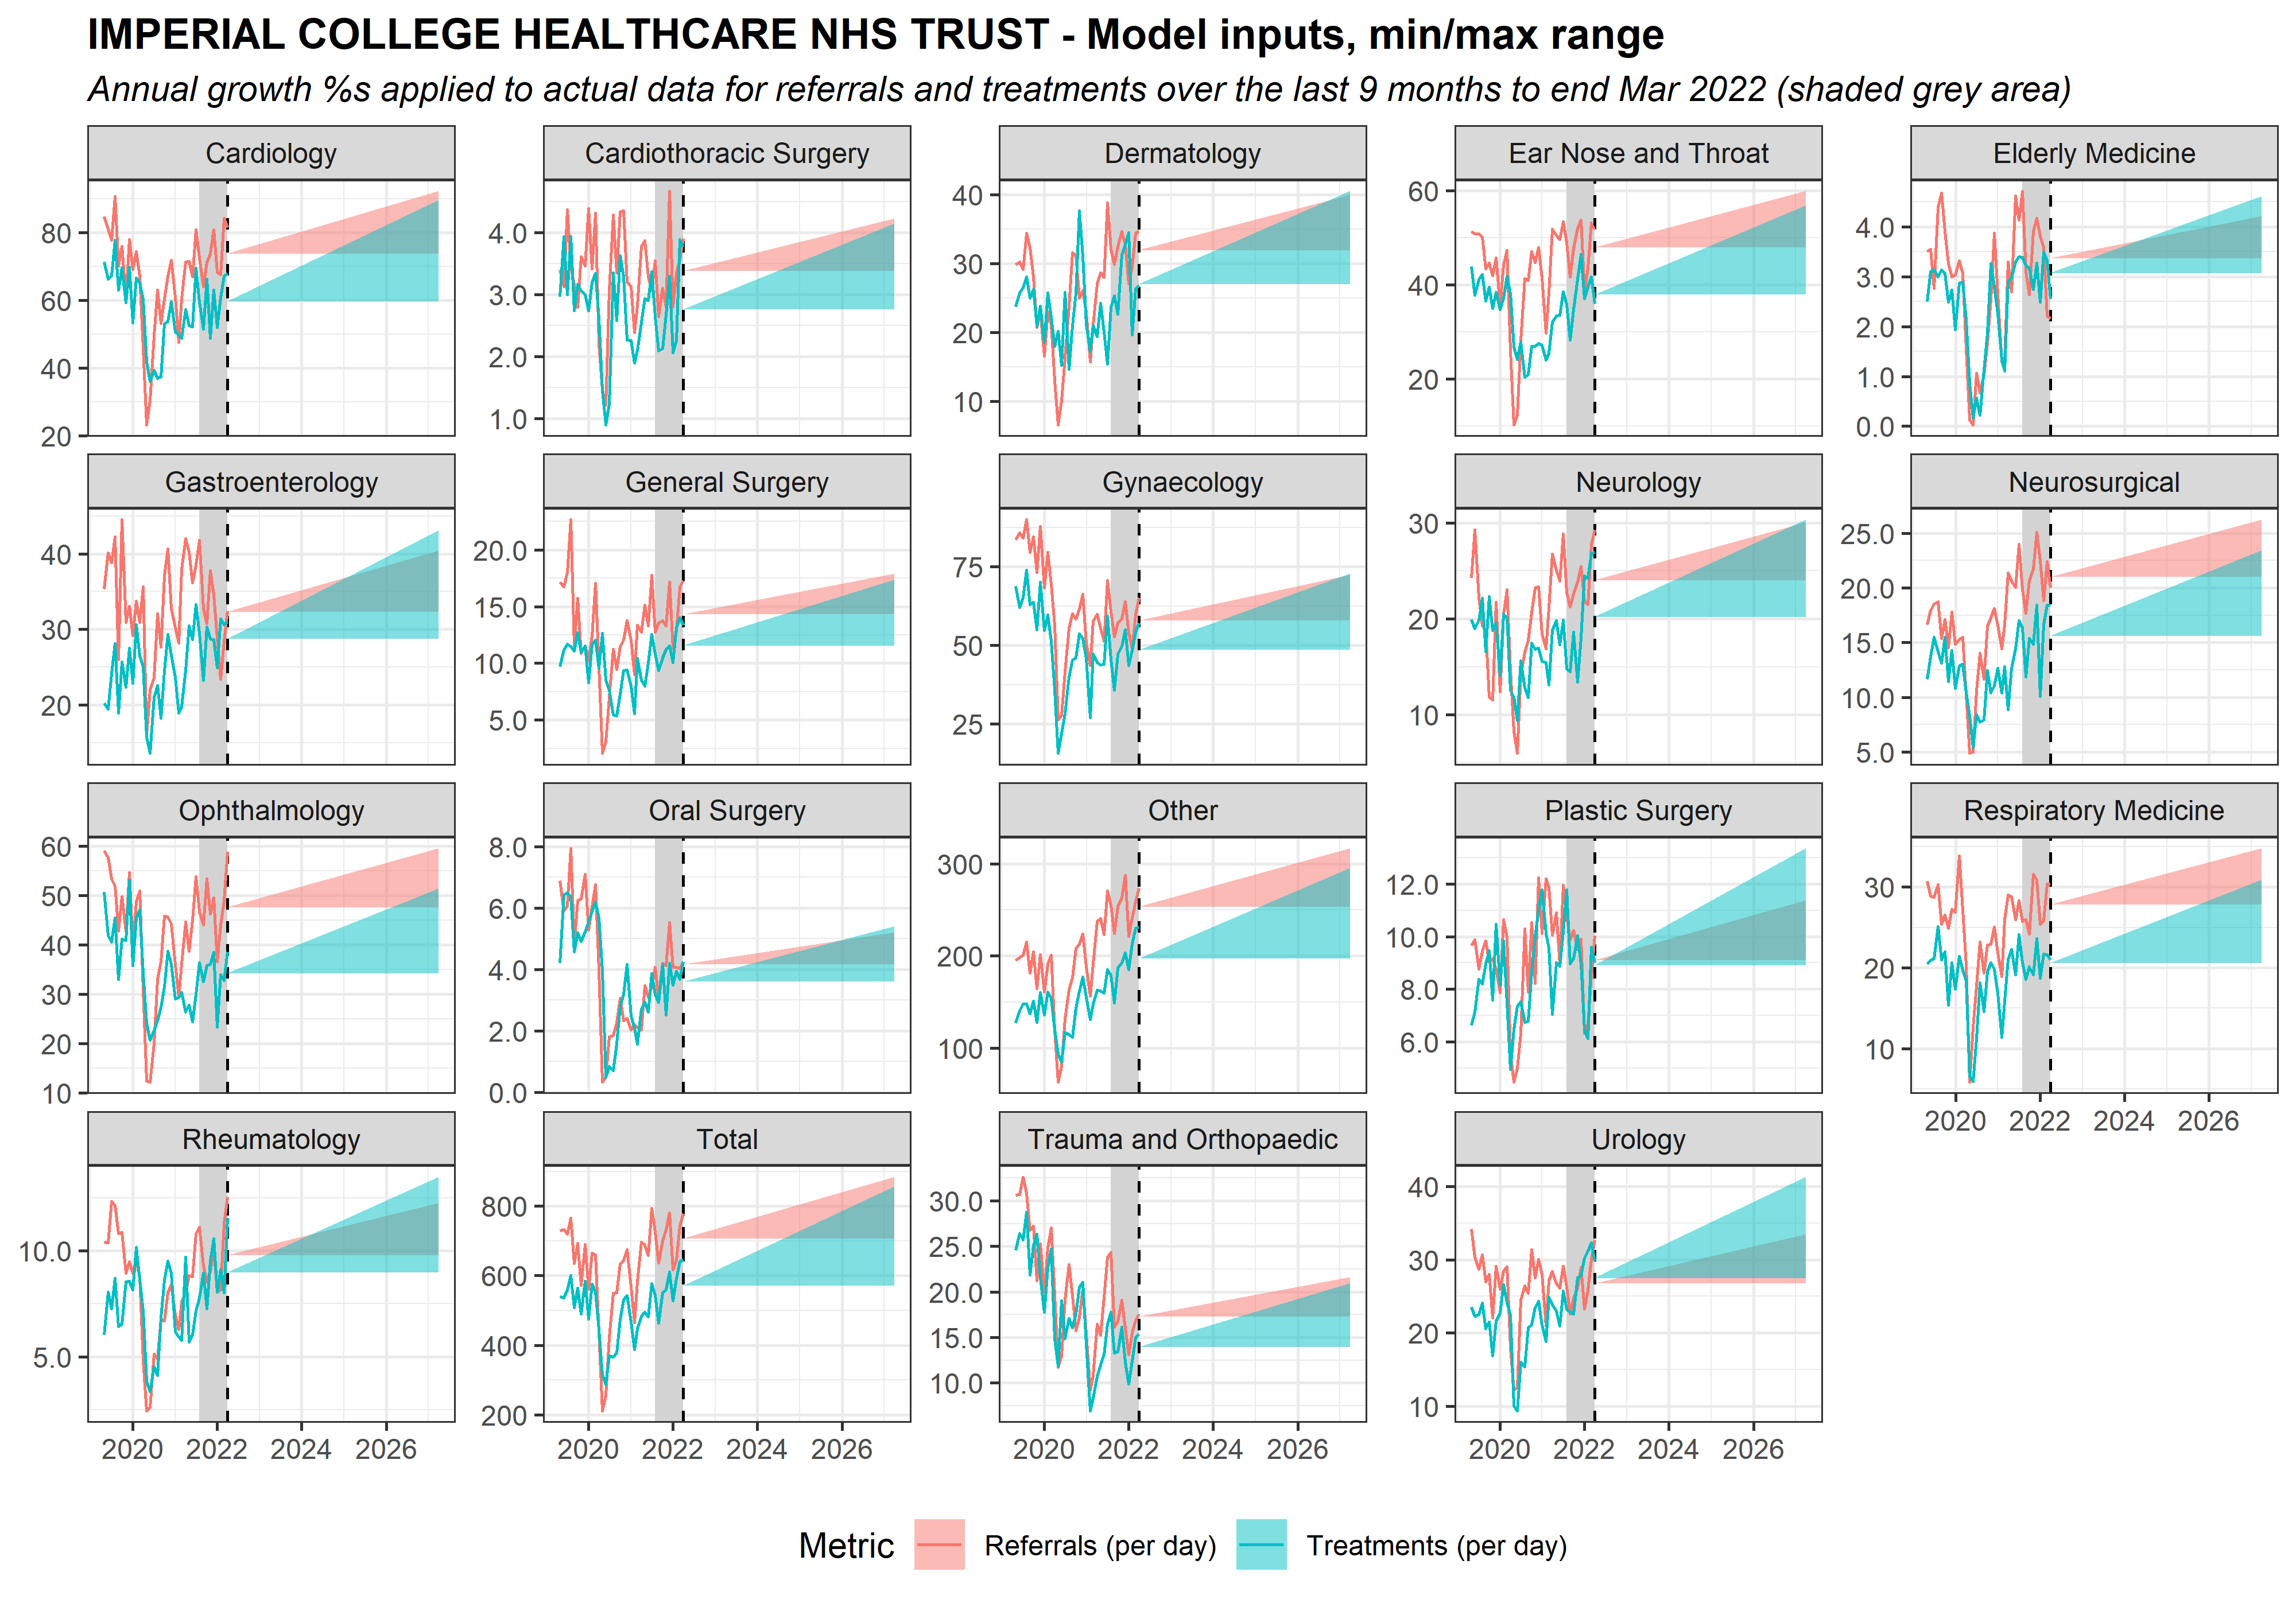 IMPERIAL COLLEGE HEALTHCARE NHS TRUST - Model inputs, min/max range
Annual growth %s applied to actual data for referrals and treatments over the last 9 months to end Mar 2022 (shaded grey area)
Cardiology
80
60
40
20
Cardiothoracic Surgery
4.0
3.0
2.0
1.0
Dermatology
40
30
20
10
Ear Nose and Throat
60
40
20
Elderly Medicine
4.0
3.0
2.0
1.0
0.0
Gastroenterology
40
30
20
General Surgery
20.0
15.0
10.0
5.0
Gynaecology
75
50
25
Neurology
30
20
10
Neurosurgical
25.0
20.0
15.0
10.0
5.0
Ophthalmology
60
50
40
30
20
10
Oral Surgery
8.0
6.0
4.0
2.0
0.0
Other
300
200
100
Plastic Surgery
12.0
10.0
8.0
6.0
Respiratory Medicine
30
20
10
2020 2022 2024 2026
Rheumatology
10.0
5.0
2020 2022 2024 2026
Total
800
600
400
200
2020 2022 2024 2026
Trauma and Orthopaedic
30.0
25.0
20.0
15.0
10.0
2020 2022 2024 2026
Urology
40
30
20
10
2020 2022 2024 2026
Metric Referrals (per day) Treatments (per day)